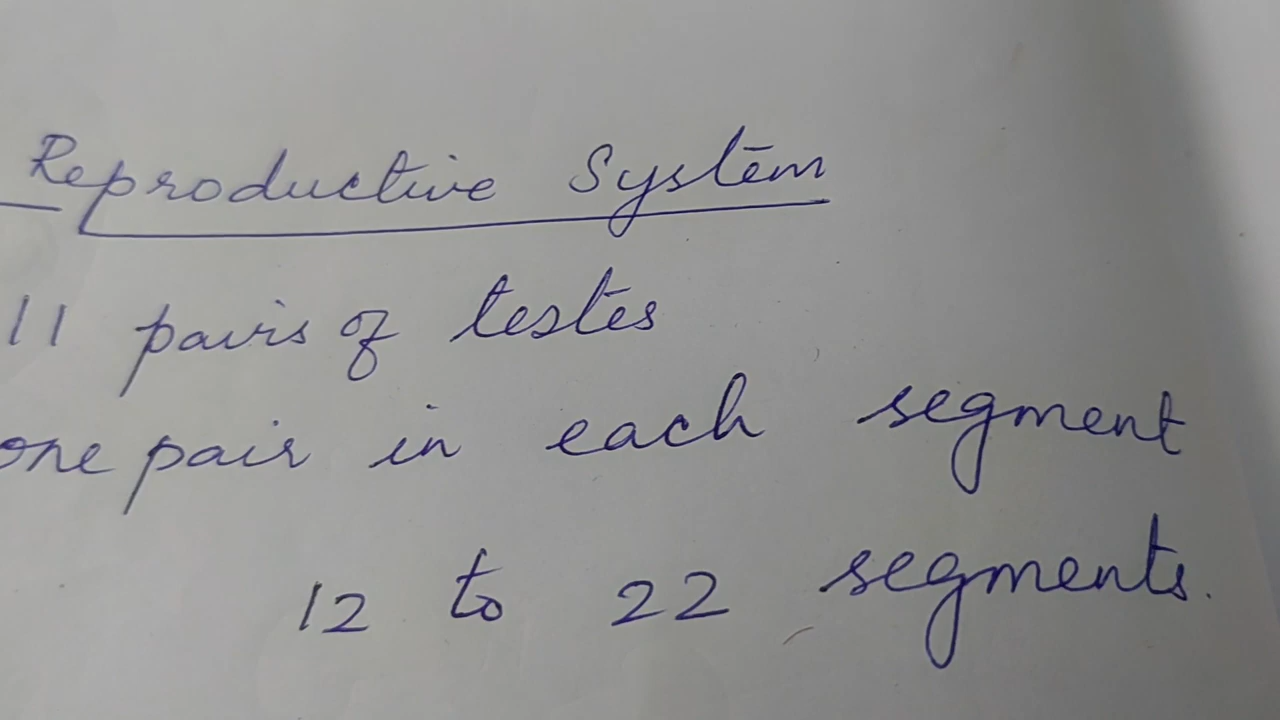 Reproductive System
11 pairs of testes
one pair in each segment
12 to 22 segments.